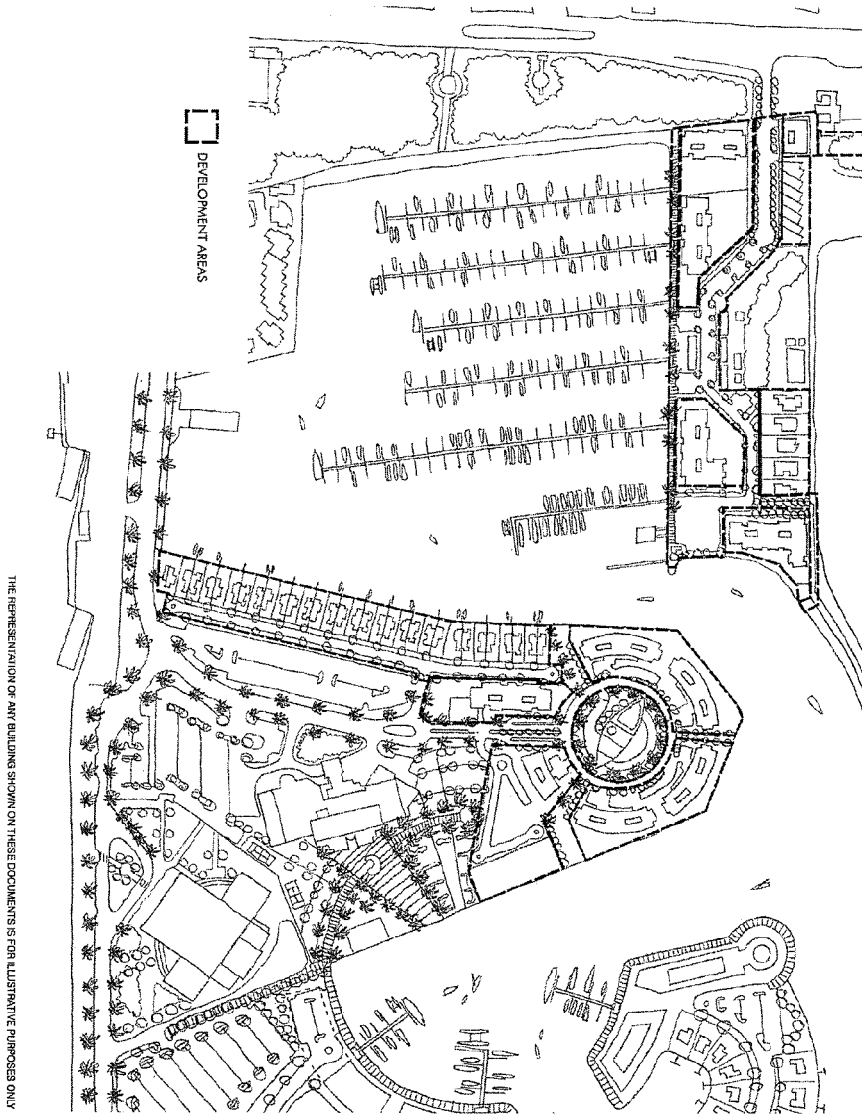 DEVELOPMENT AREAS
THE REPRESENTATION OF ANY BUILDING SHOWN ON THESE DOCUMENTS IS FOR ILLUSTRATIVE PURPOSES ONLY